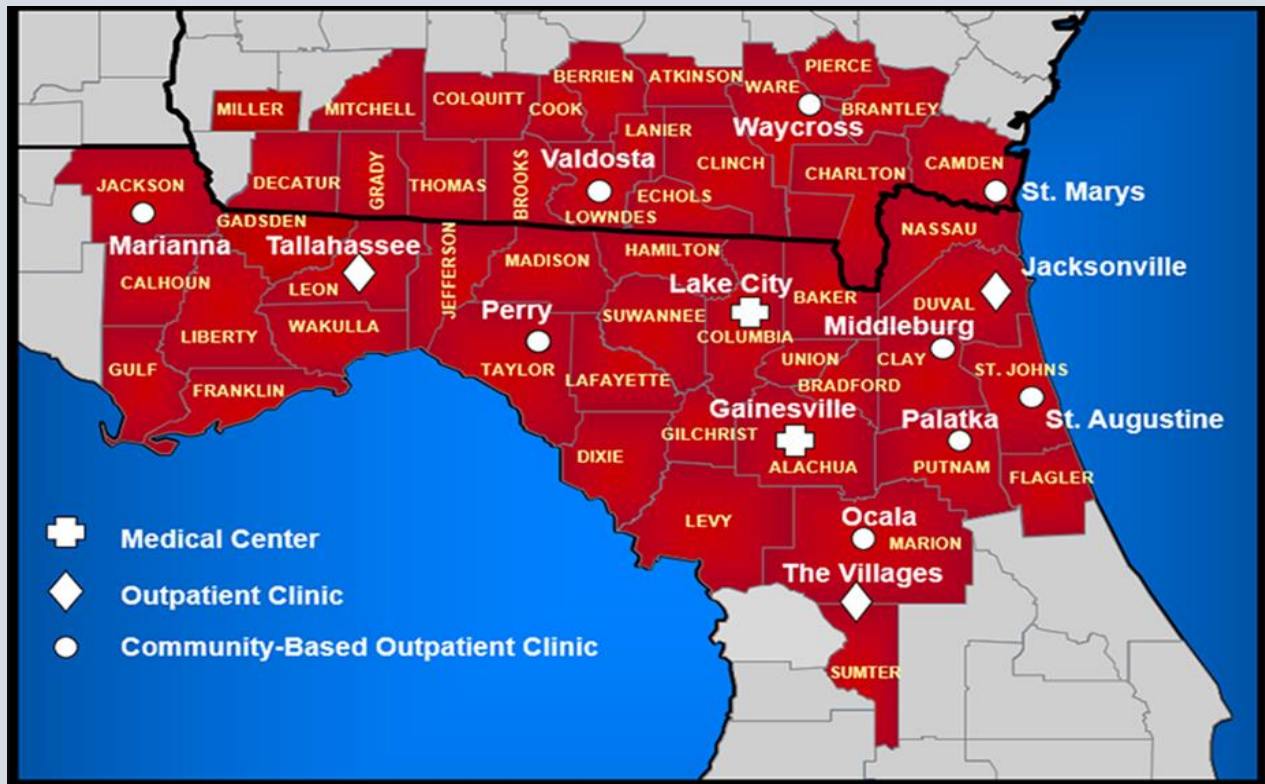 PIERCE
BERRIEN
ATKINSON
WARE
MILLER
MITCHELL
COLQUITT
COOK
BRANTLEY
Waycross
LANIER
Valdosta
CLINCH
CAMDEN
CHARLTON
JACKSON
DECATUR
GRADY
THOMAS
BROOKS
ECHOLS
St. Marys
LOWNDES
GADSDEN
Marianna
Tallahassee
JEFFERSON
HAMILTON
NASSAU
MADISON
Jacksonville
CALHOUN
LEON
Lake City
BAKER
DUVAL
Perry
SUWANNEE
WAKULLA
LIBERTY
COLUMBIA
Middleburg
UNION
CLAY
GULF
TAYLOR
LAFAYETTE
ST. JOHNS
FRANKLIN
BRADFORD
Gainesville
Palatka
St. Augustine
GILCHRIST
DIXIE
ALACHUA
PUTNAM
FLAGLER
LEVY
Ocala
MARION
The Villages
SUMTER
Medical Center
Outpatient Clinic
Community-Based Outpatient Clinic